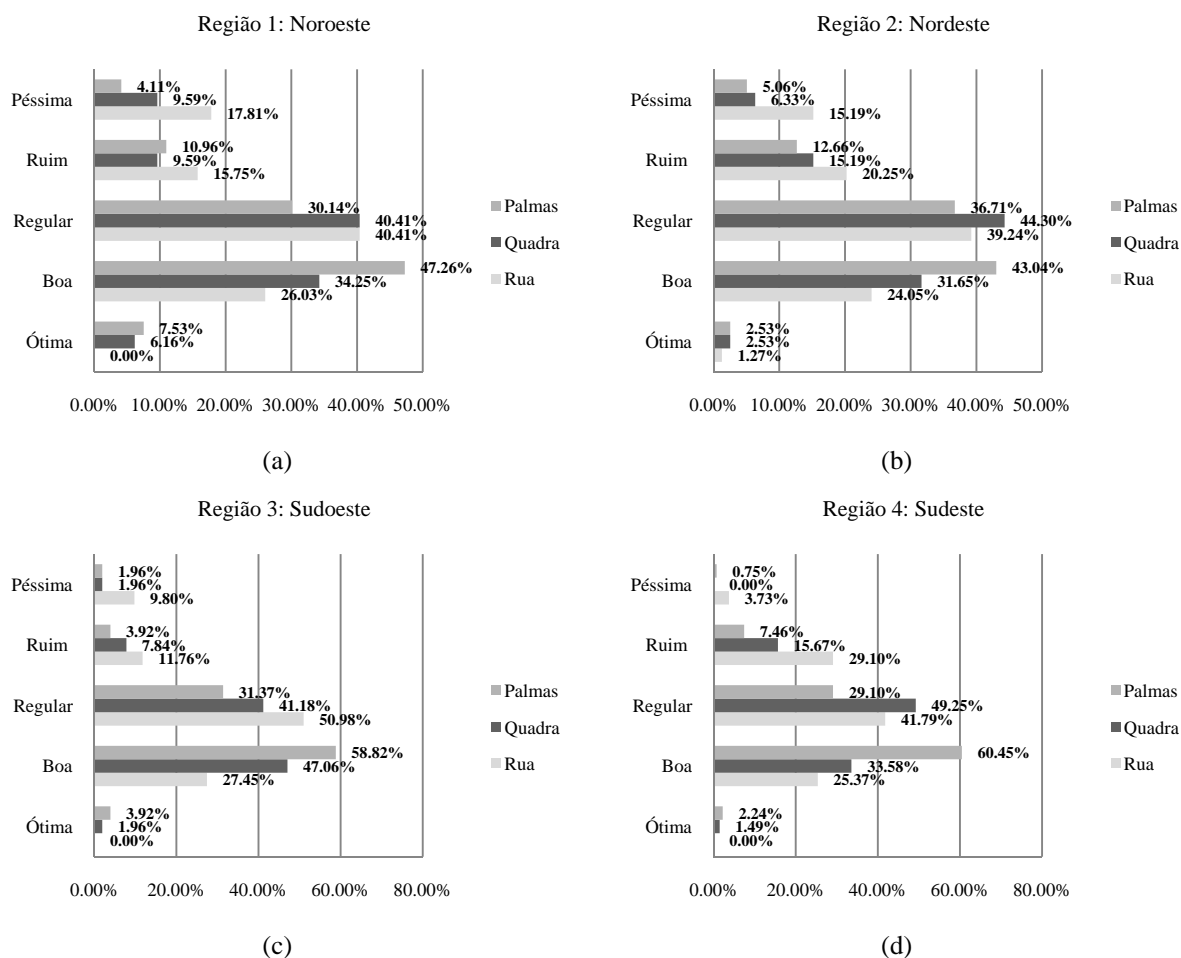 Região 1: Noroeste
Péssima
4.11%
9.59%
17.81%
Ruim
10.96%
9.59%
15.75%
Regular
30.14%
40.41%
40.41%
Boa
47.26%
34.25%
26.03%
Ótima
7.53%
6.16%
0.00%
Palmas
Quadra
Rua
0.00% 10.00% 20.00% 30.00% 40.00% 50.00%
(a)
Região 2: Nordeste
Péssima
5.06%
6.33%
15.19%
Ruim
12.66%
15.19%
20.25%
Regular
36.71%
44.30%
39.24%
Boa
43.04%
31.65%
24.05%
Ótima
2.53%
2.53%
1.27%
Palmas
Quadra
Rua
0.00% 10.00% 20.00% 30.00% 40.00% 50.00%
(b)
Região 3: Sudoeste
Péssima
1.96%
1.96%
9.80%
Ruim
3.92%
7.84%
11.76%
Regular
31.37%
41.18%
50.98%
Boa
58.82%
47.06%
27.45%
Ótima
3.92%
1.96%
0.00%
Palmas
Quadra
Rua
0.00% 20.00% 40.00% 60.00% 80.00%
(c)
Região 4: Sudeste
Péssima
0.75%
0.00%
3.73%
Ruim
7.46%
15.67%
29.10%
Regular
29.10%
49.25%
41.79%
Boa
60.45%
33.58%
25.37%
Ótima
2.24%
1.49%
0.00%
Palmas
Quadra
Rua
0.00% 20.00% 40.00% 60.00% 80.00%
(d)